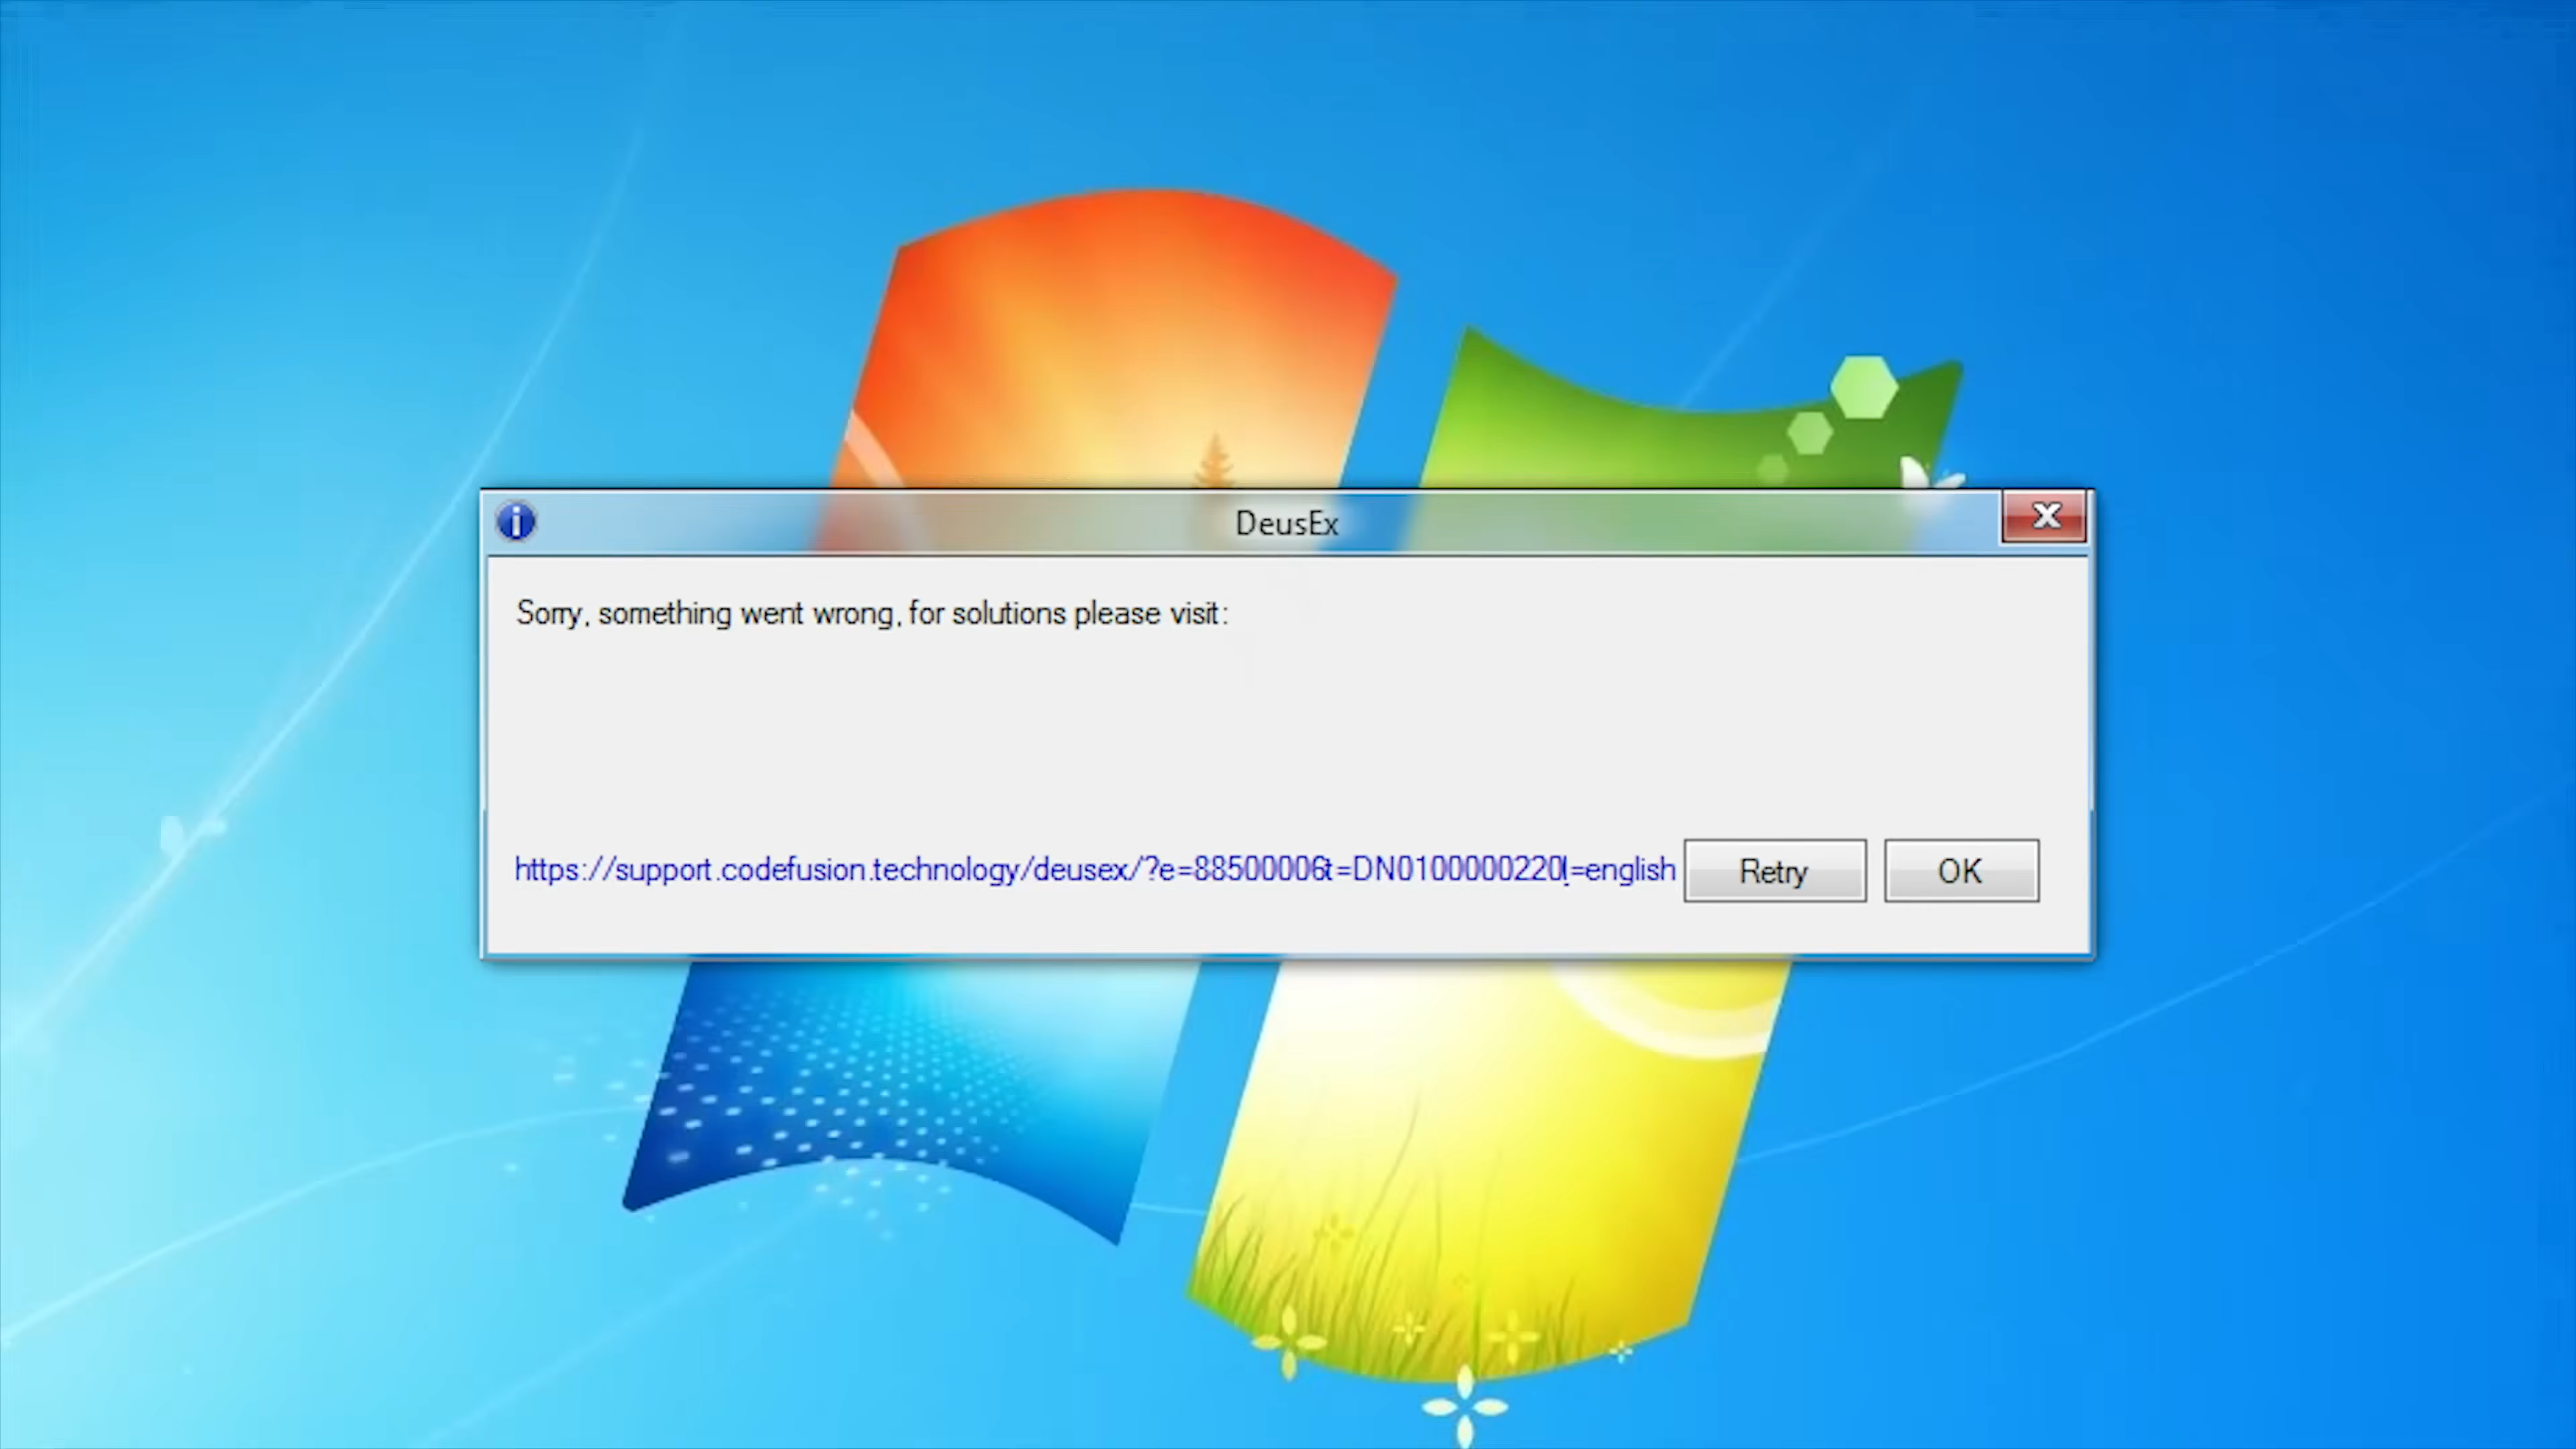 DeusEx
Sorry, something went wrong, for solutions please visit:
https://support.codefusion.technology/deusex/?e=88500006t=DN0100000220l=english
Retry
OK